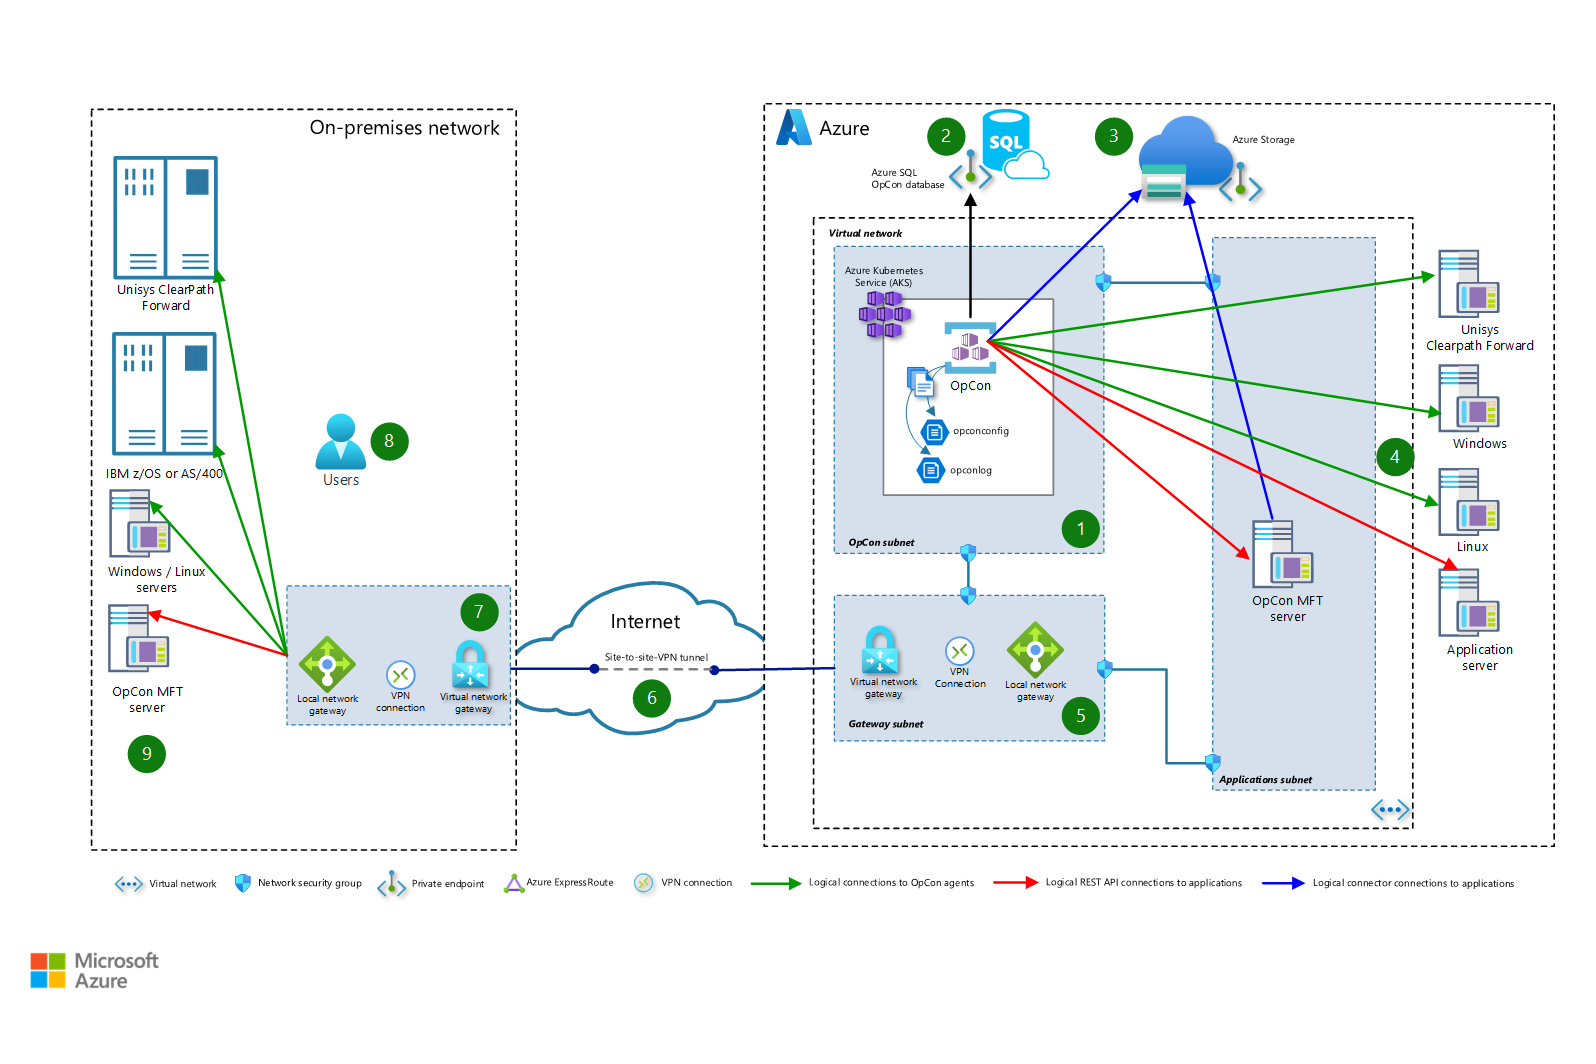 On-premises network
Unisys ClearPath
Forward
IBM z/OS or AS/400
Windows / Linux
servers
OpCon MFT
server
9
8
Users
7
Local network
gateway
VPN
connection
Virtual network
gateway
Internet
Site-to-site-VPN tunnel
6
Azure
2
SQL
Azure SQL
OpCon database
3
Azure Storage
Virtual network
Azure Kubernetes
Service (AKS)
OpCon
opconconfig
opconlog
1
OpCon subnet
Virtual network
gateway
VPN
Connection
Local network
gateway
5
Gateway subnet
OpCon MFT
server
Applications subnet
Unisys
Clearpath Forward
Windows
4
Linux
Application
server
Virtual network
Network security group
Private endpoint
Azure ExpressRoute
VPN connection
Logical connections to OpCon agents
Logical REST API connections to applications
Logical connector connections to applications
Microsoft
Azure